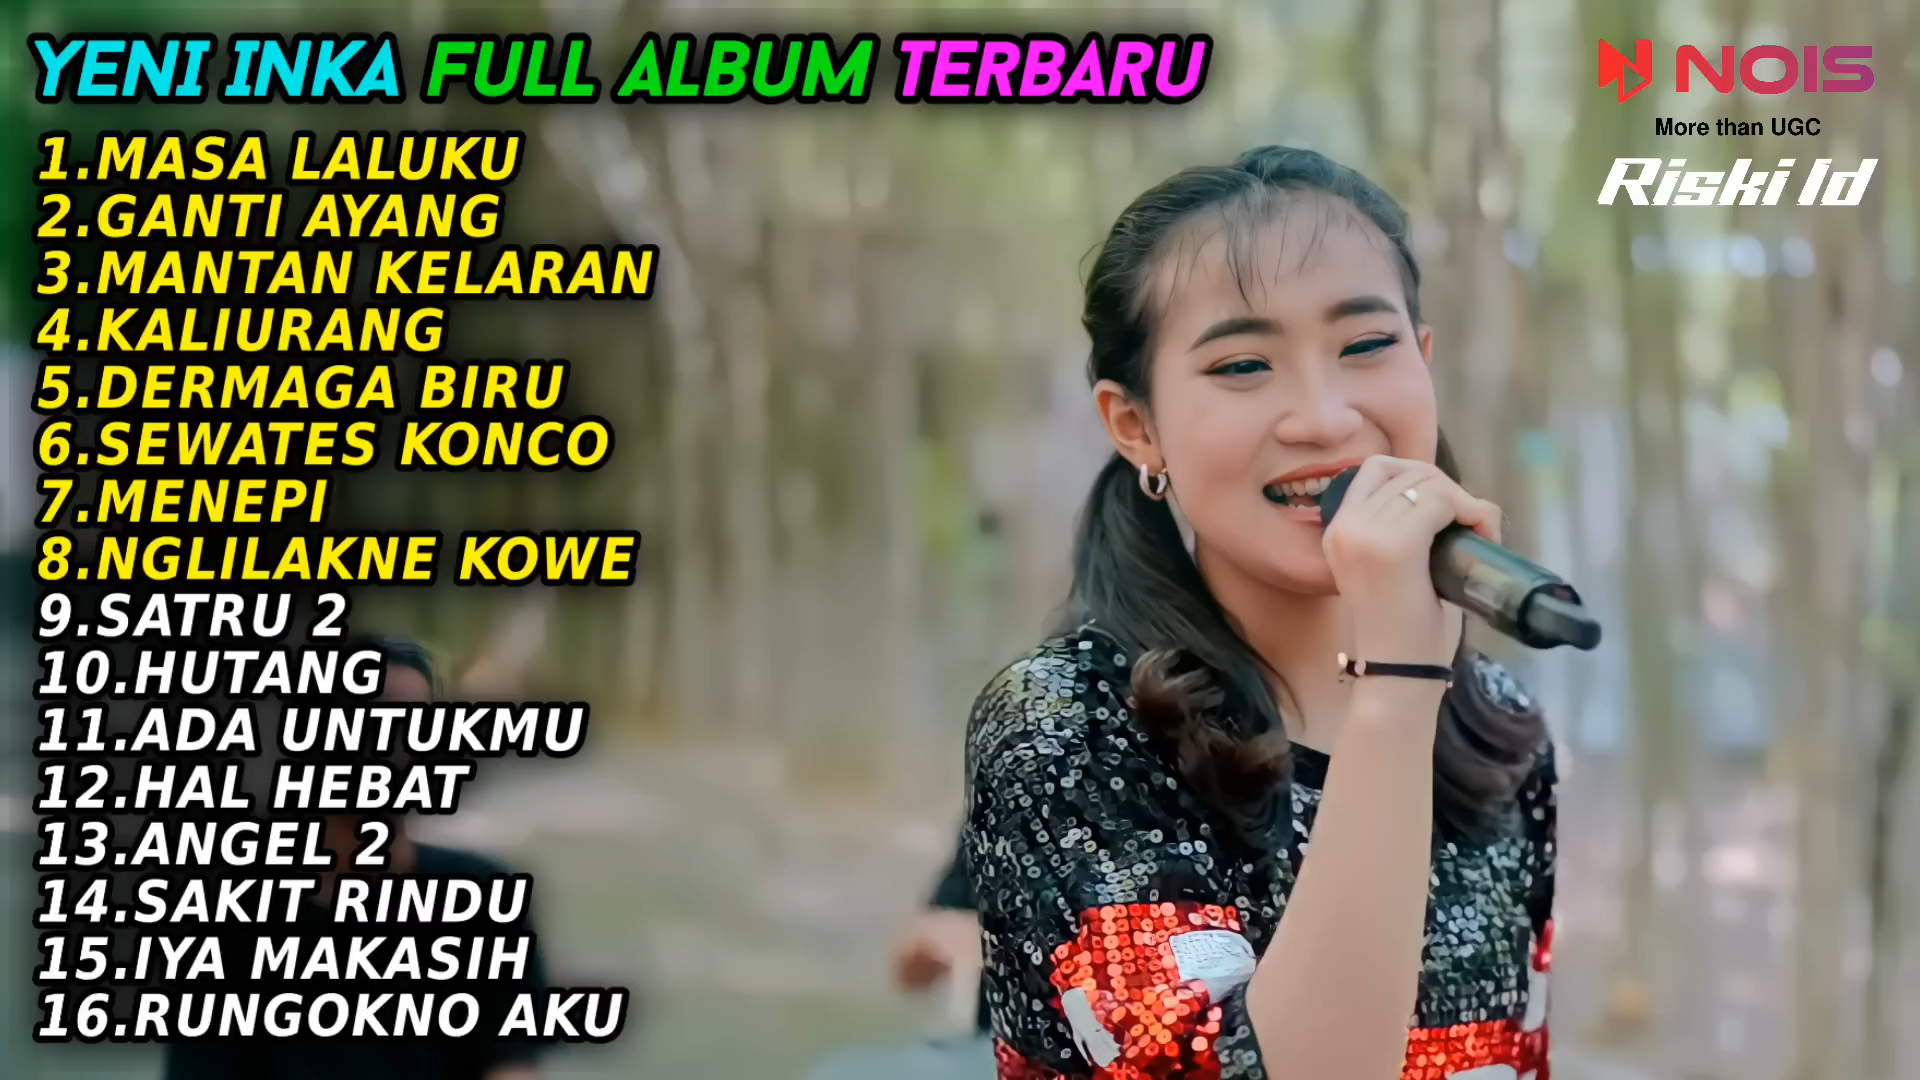 YENI INKA FULL ALBUM TERBARU
NOIS
More than UGC
Riski Id
1.MASA LALUKU
2.GANTI AYANG
3.MANTAN KELARAN
4.KALIURANG
5.DERMAGA BIRU
6.SEWATES KONCO
7.MENEPI
8.NGLILAKNE KOWE
9.SATRU 2
10.HUTANG
11.ADA UNTUKMU
12.HAL HEBAT
13.ANGEL 2
14.SAKIT RINDU
15.IYA MAKASIH
16.RUNGOKNO AKU